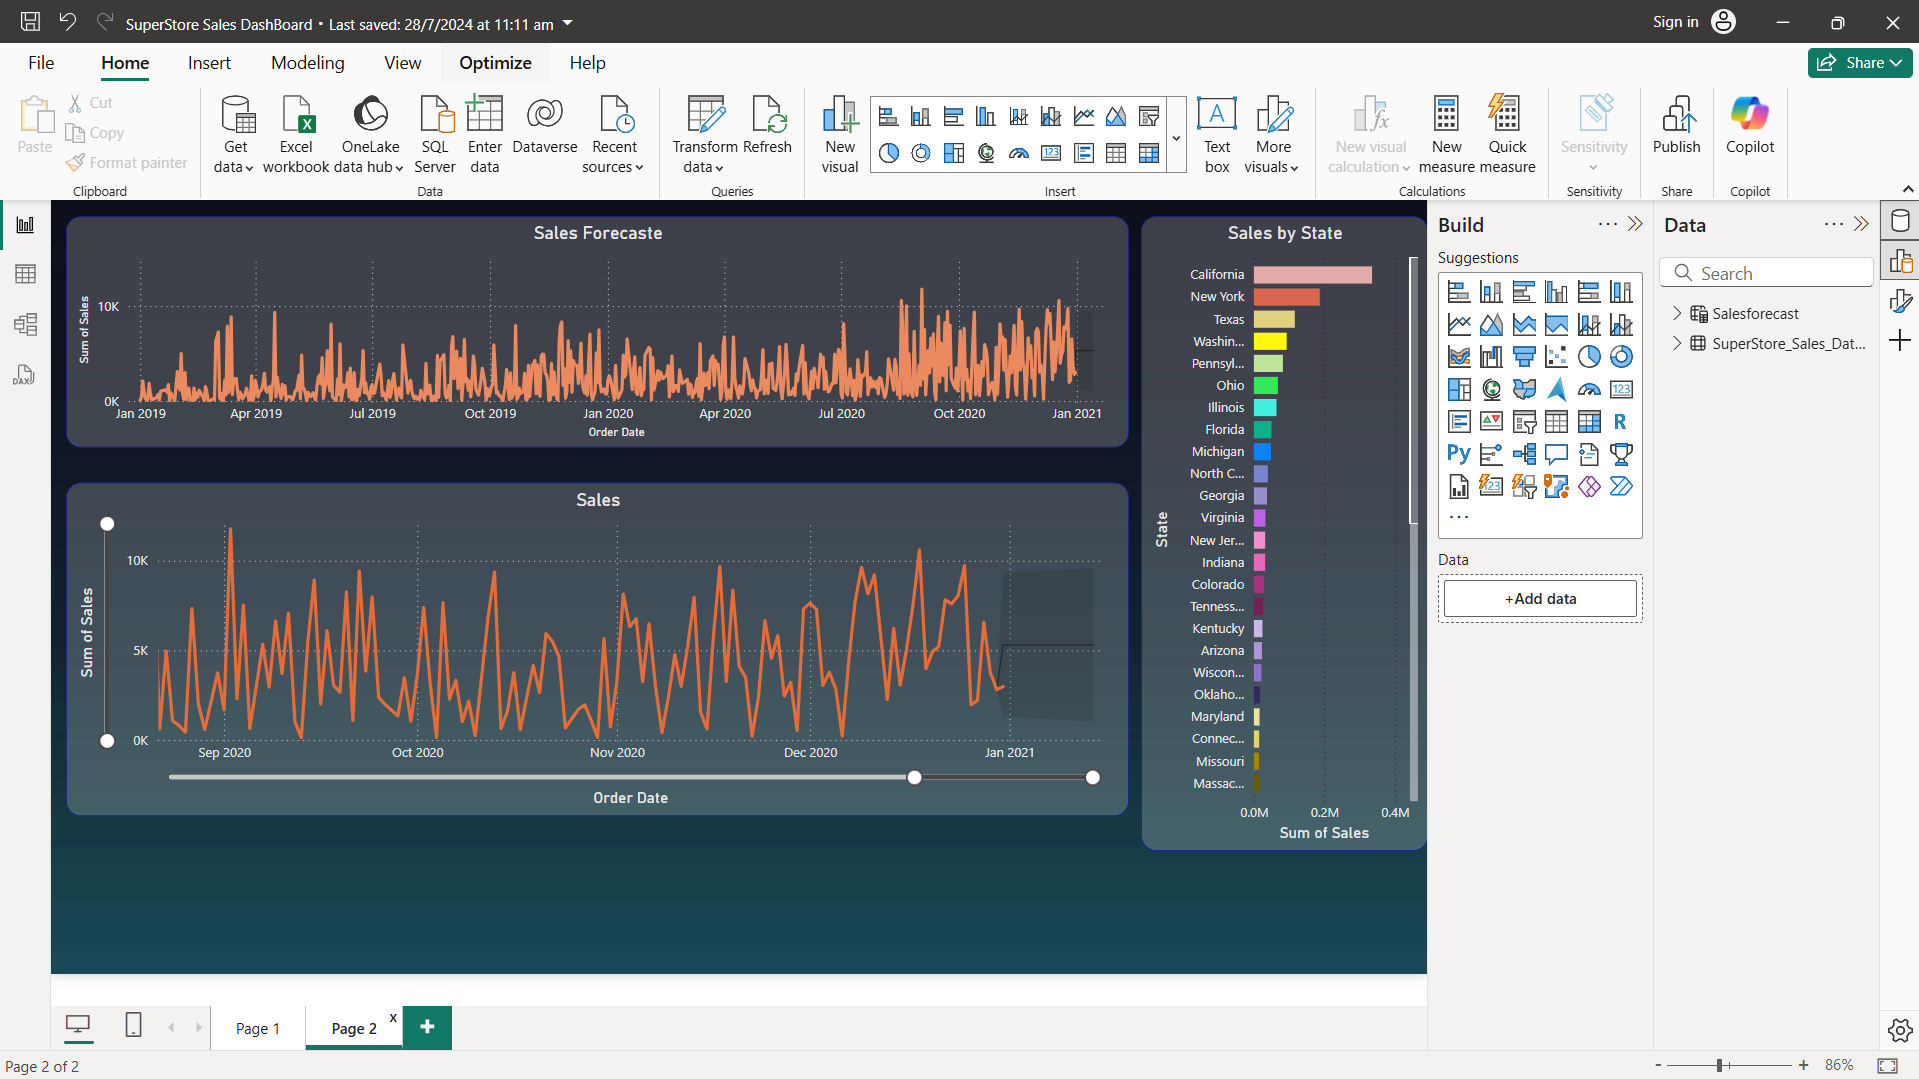 SuperStore Sales DashBoard • Last saved: 28/7/2024 at 11:11 am
Sign in
File
Home
Insert
Modeling
View
Optimize
Help
Share
Paste
Cut
Copy
Format painter
Clipboard
Get data
Excel workbook
OneLake data hub
SQL Server
Enter data
Dataverse
Recent sources
Data
Transform data
Refresh
Queries
New visual
Text box
More visuals
Insert
New visual calculation
New measure
Quick measure
Calculations
Sensitivity
Sensitivity
Publish
Share
Copilot
Copilot
Sales Forecaste
Sum of Sales
10K
0K
Jan 2019
Apr 2019
Jul 2019
Oct 2019
Jan 2020
Apr 2020
Jul 2020
Oct 2020
Jan 2021
Order Date
Sales
Sum of Sales
10K
5K
0K
Sep 2020
Oct 2020
Nov 2020
Dec 2020
Jan 2021
Order Date
Sales by State
State
California
New York
Texas
Washin...
Pennsyl...
Ohio
Illinois
Florida
Michigan
North C...
Georgia
Virginia
New Jer...
Indiana
Colorado
Tenness...
Kentucky
Arizona
Wiscon...
Oklaho...
Maryland
Connec...
Missouri
Massac...
0.0M
0.2M
0.4M
Sum of Sales
Build
Suggestions
123
R
Py
123
...
Data
+Add data
Data
Search
Salesforecast
SuperStore_Sales_Dat...
DAX
Page 1
Page 2
x
+
Page 2 of 2
-
+
86%